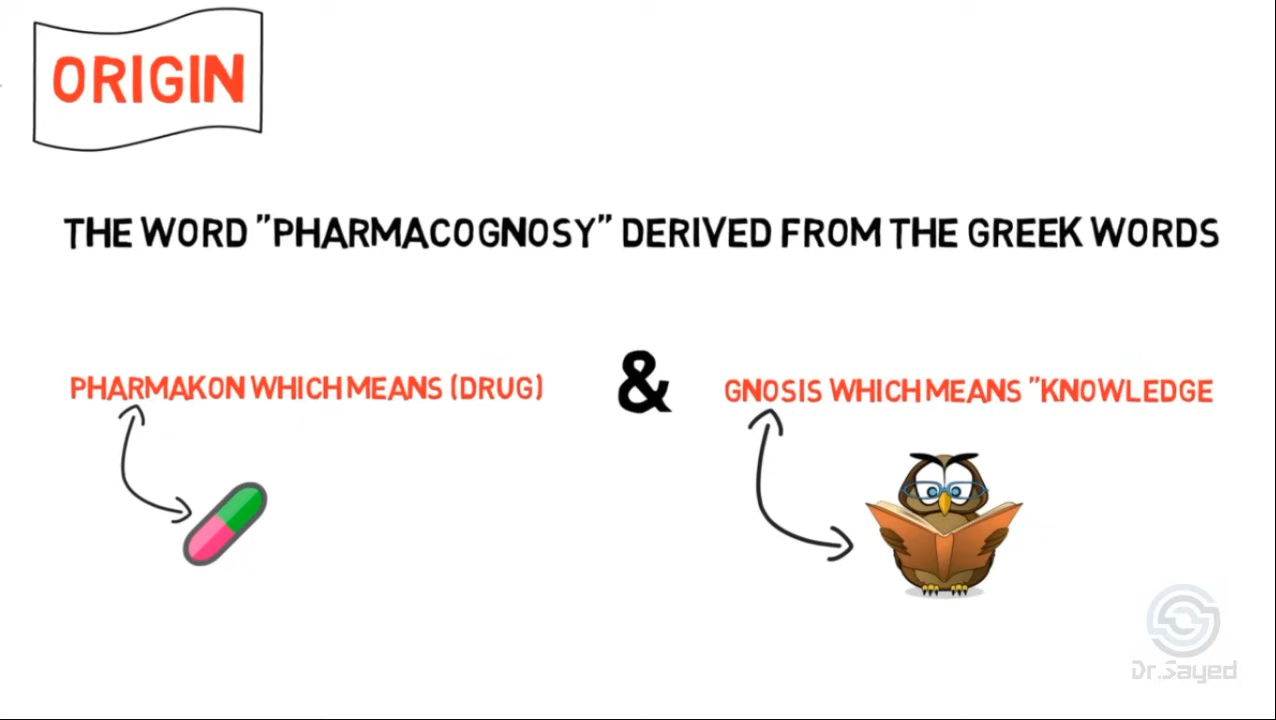 ORIGIN
THE WORD "PHARMACOGNOSY" DERIVED FROM THE GREEK WORDS
PHARMAKON WHICH MEANS (DRUG)
&
GNOSIS WHICH MEANS "KNOWLEDGE
Dr.Sayed